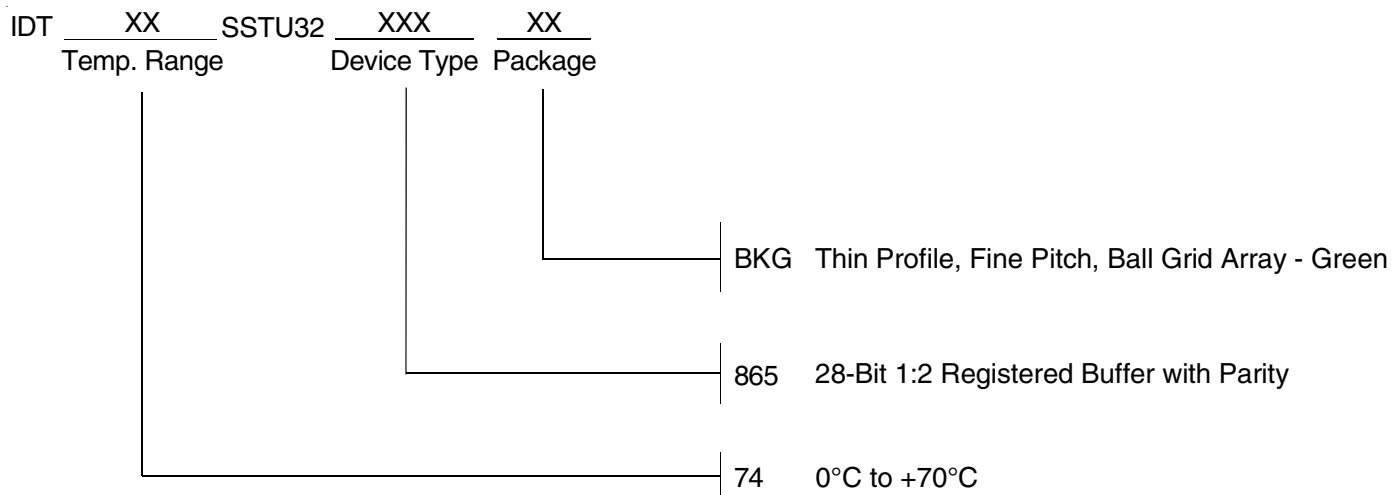 IDT XX SSTU32 XXX XX
Temp. Range Device Type Package
BKG Thin Profile, Fine Pitch, Ball Grid Array - Green
865 28-Bit 1:2 Registered Buffer with Parity
74 0°C to +70°C